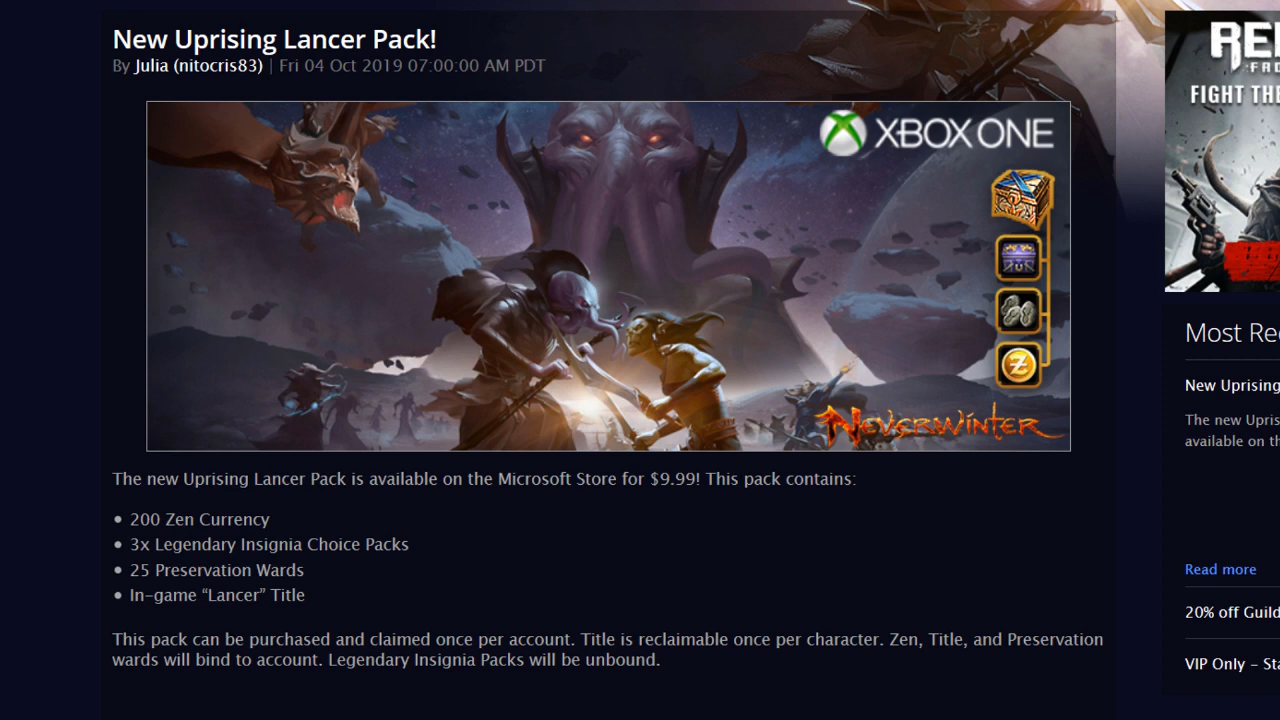 New Uprising Lancer Pack!
By Julia (nitocris83) | Fri 04 Oct 2019 07:00:00 AM PDT
XBOX ONE
NEVERWINTER
The new Uprising Lancer Pack is available on the Microsoft Store for $9.99! This pack contains:
• 200 Zen Currency
• 3x Legendary Insignia Choice Packs
• 25 Preservation Wards
• In-game “Lancer” Title
This pack can be purchased and claimed once per account. Title is reclaimable once per character. Zen, Title, and Preservation
wards will bind to account. Legendary Insignia Packs will be unbound.
FIGHT THE
Most Re
New Uprising
The new Upris
available on th
Read more
20% off Guild
VIP Only – Sta